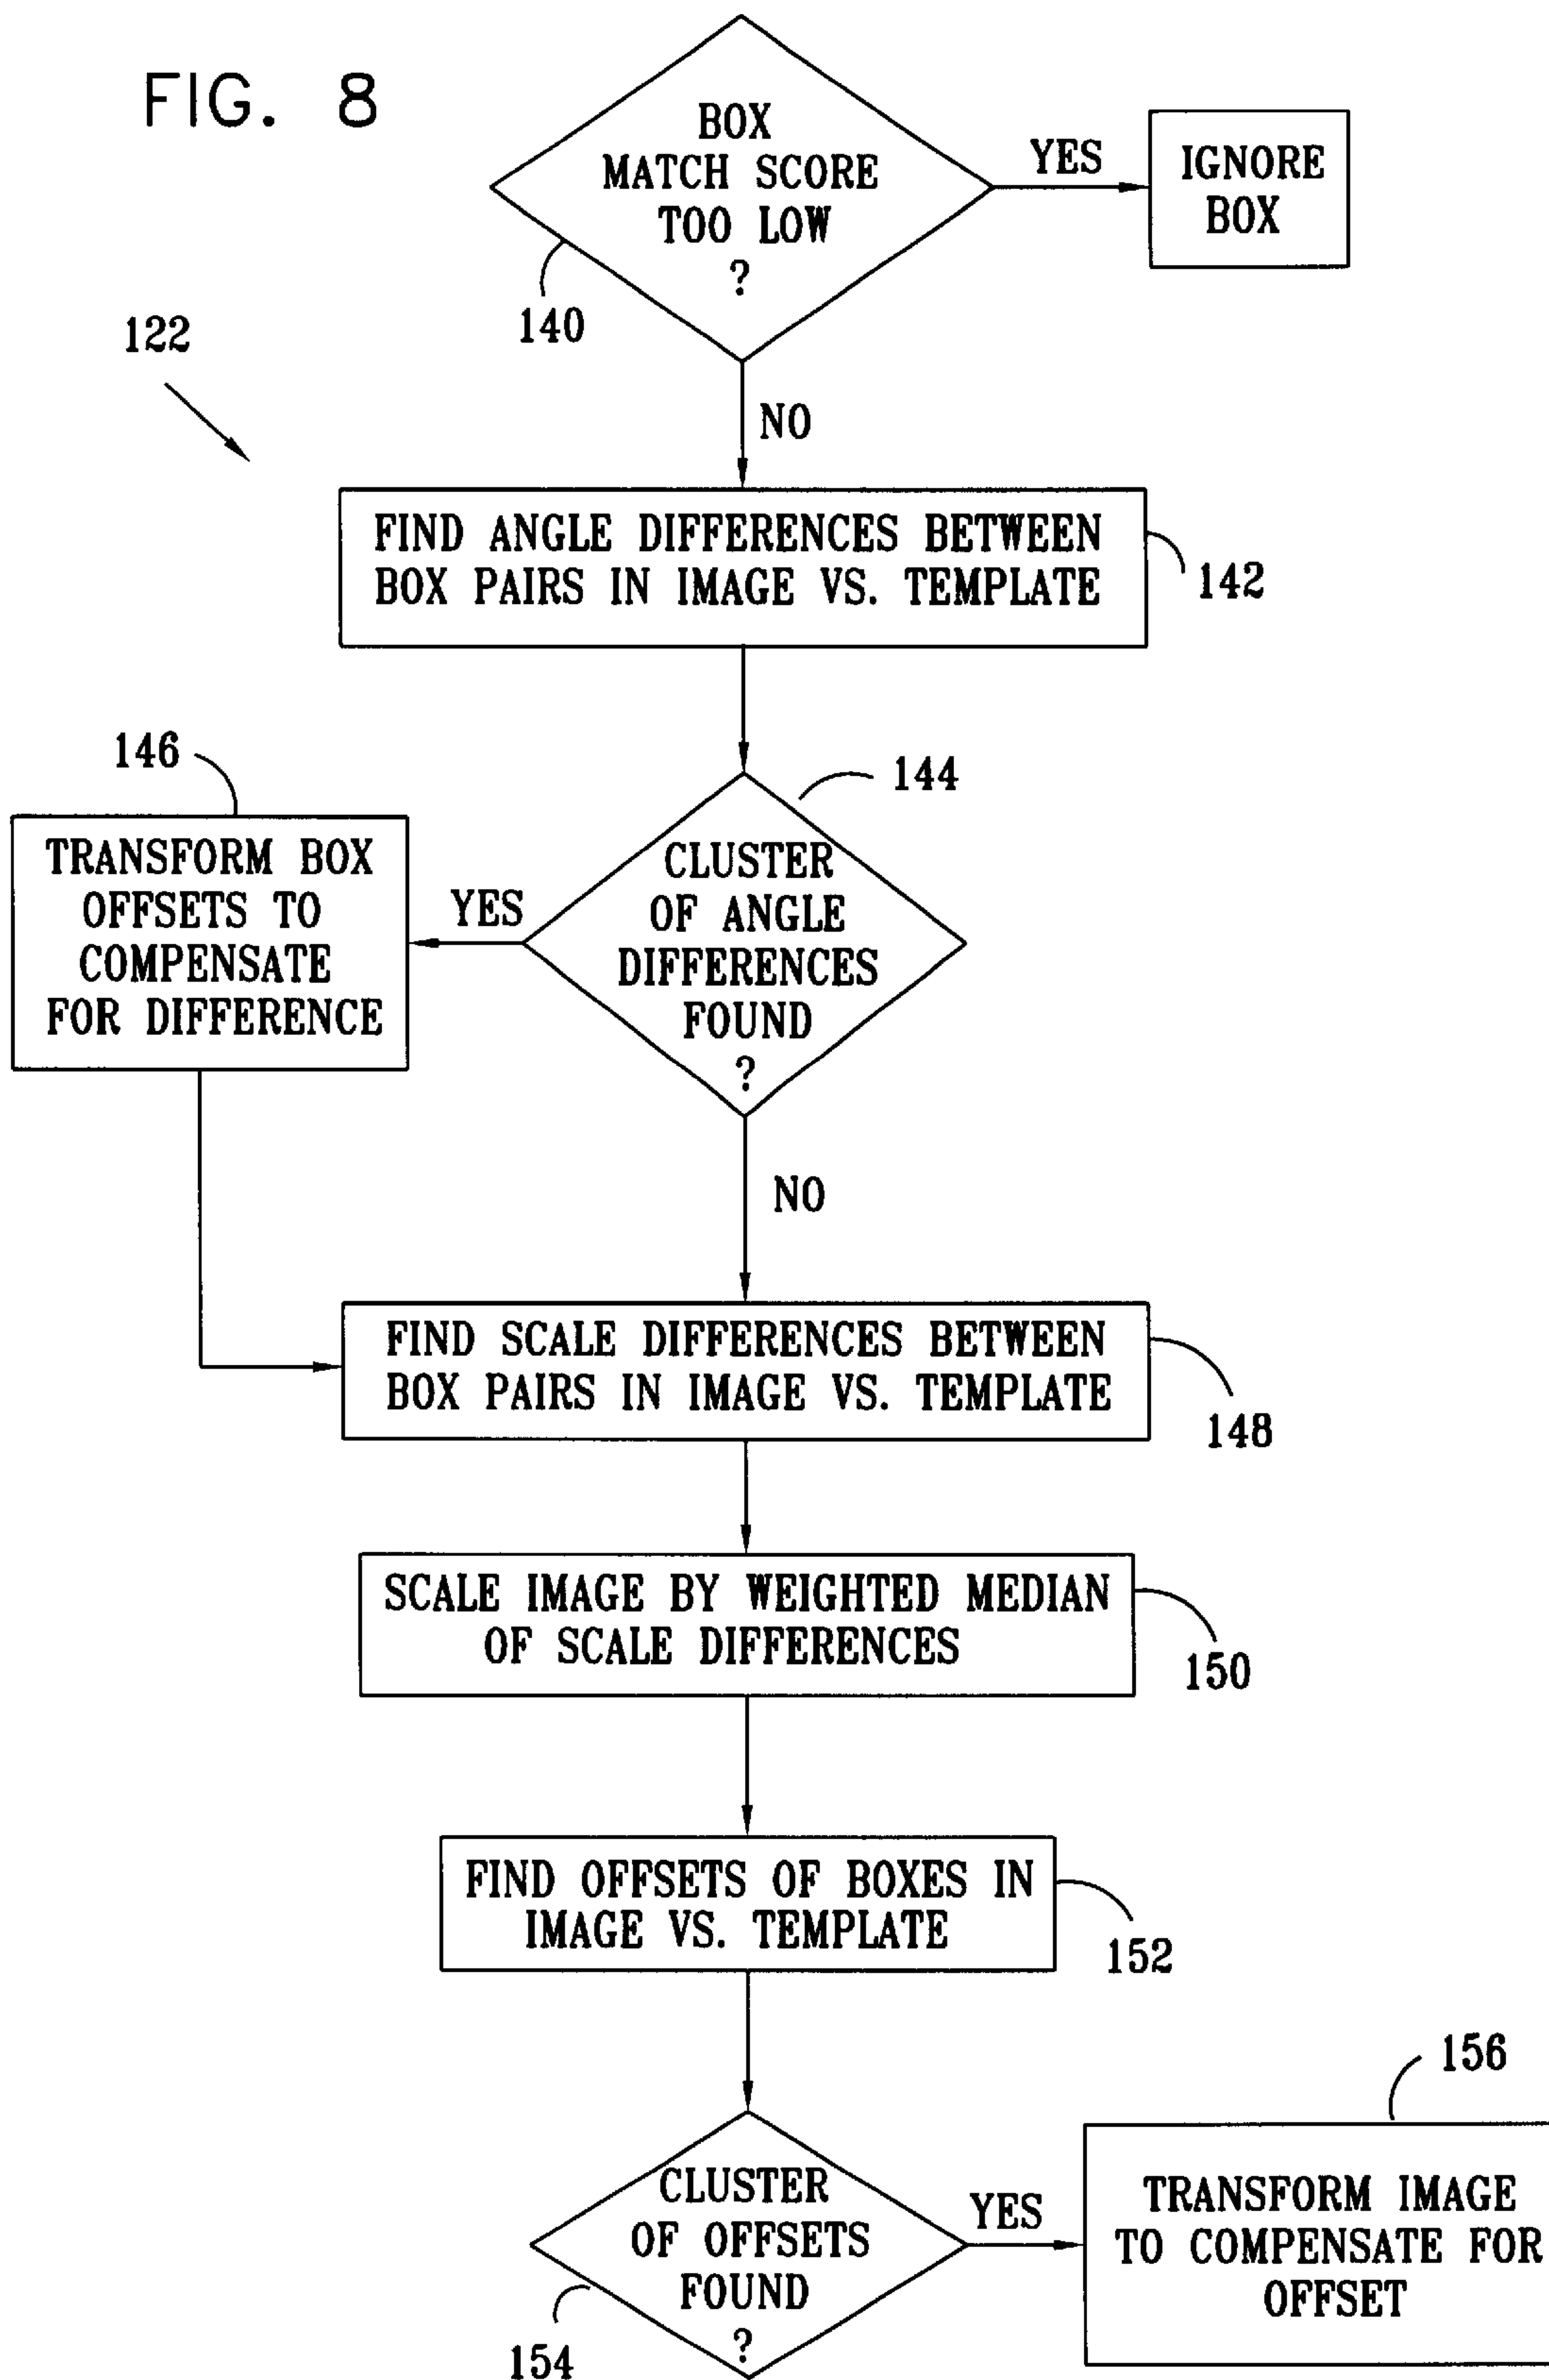 FIG. 8
BOX
MATCH SCORE
TOO LOW
?
YES
IGNORE
BOX
140
122
NO
FIND ANGLE DIFFERENCES BETWEEN
BOX PAIRS IN IMAGE VS. TEMPLATE
142
146
144
TRANSFORM BOX
OFFSETS TO
COMPENSATE
FOR DIFFERENCE
YES
CLUSTER
OF ANGLE
DIFFERENCES
FOUND
?
NO
FIND SCALE DIFFERENCES BETWEEN
BOX PAIRS IN IMAGE VS. TEMPLATE
148
SCALE IMAGE BY WEIGHTED MEDIAN
OF SCALE DIFFERENCES
150
FIND OFFSETS OF BOXES IN
IMAGE VS. TEMPLATE
152
156
CLUSTER
OF OFFSETS
FOUND
?
YES
TRANSFORM IMAGE
TO COMPENSATE FOR
OFFSET
154